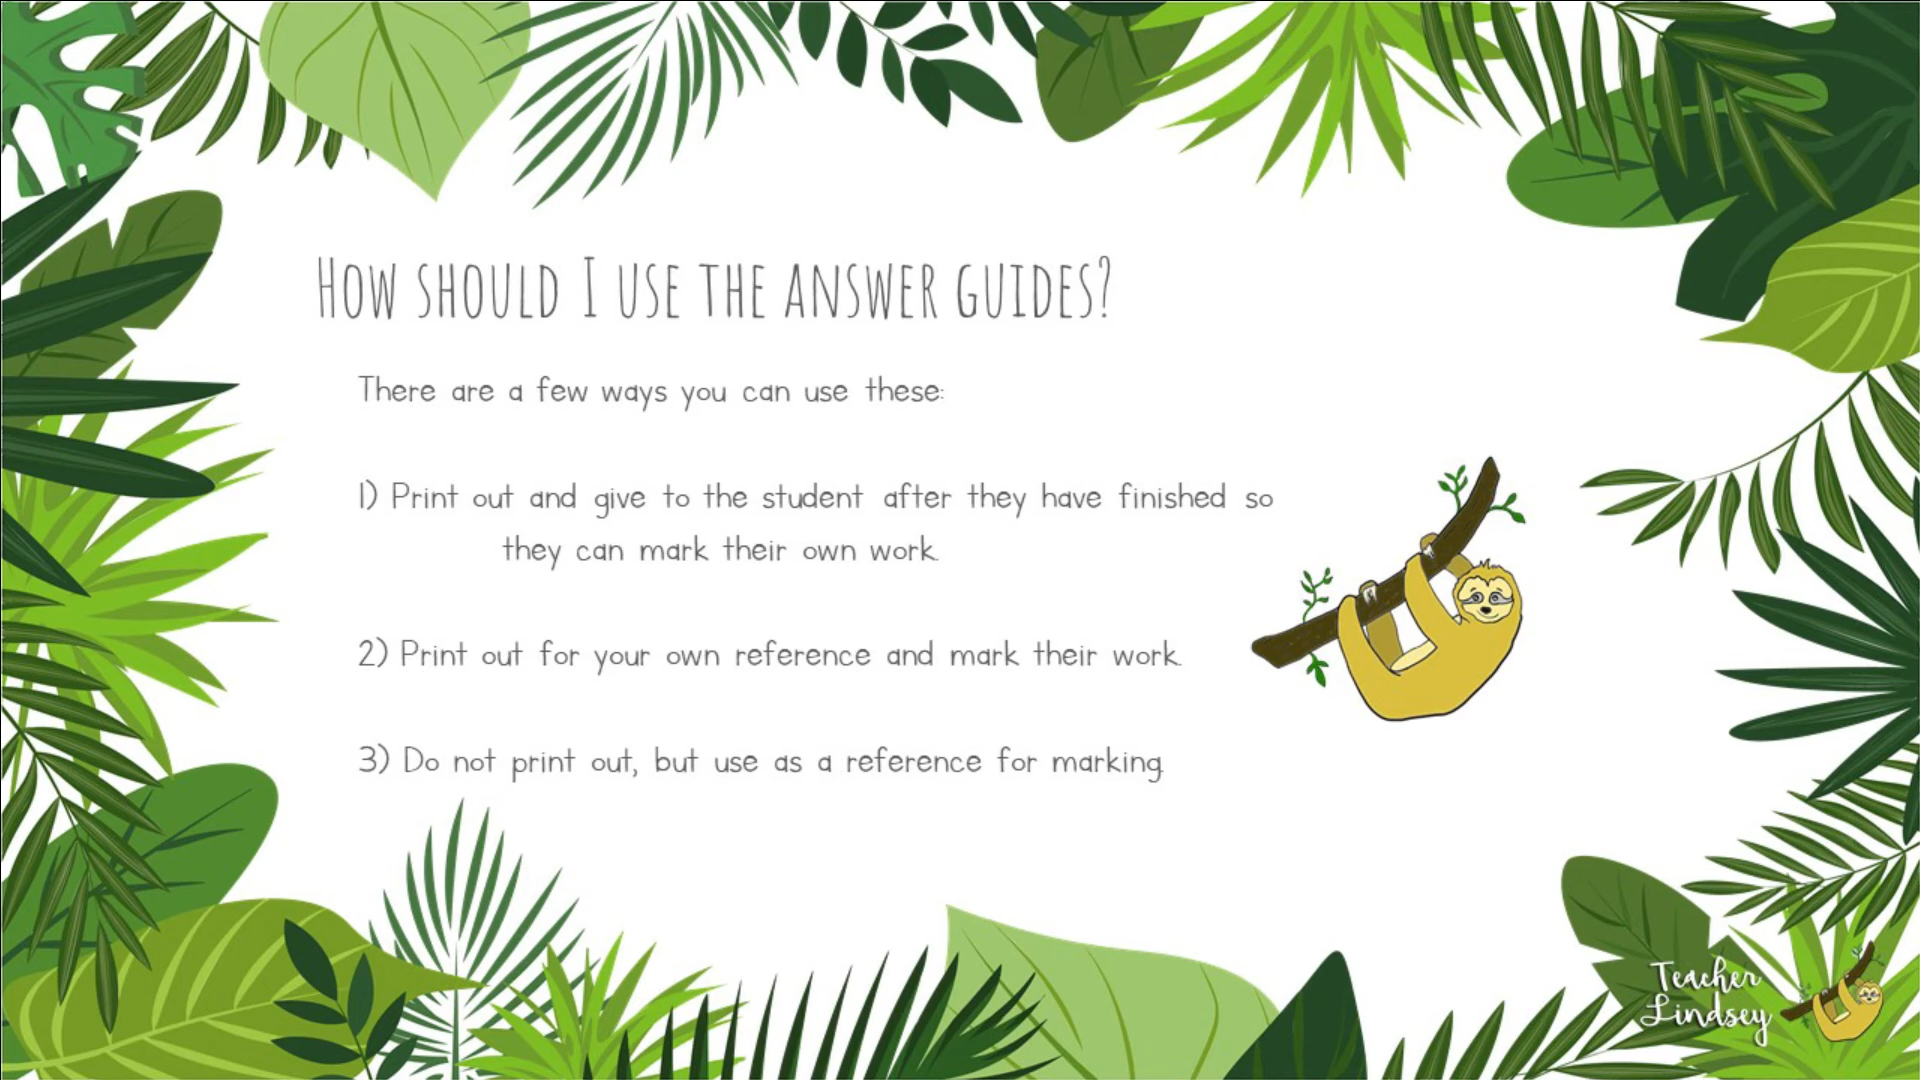 How should I use the answer guides?
There are a few ways you can use these:
1) Print out and give to the student after they have finished so
they can mark their own work.
2) Print out for your own reference and mark their work.
3) Do not print out, but use as a reference for marking.
Teacher
Lindsey